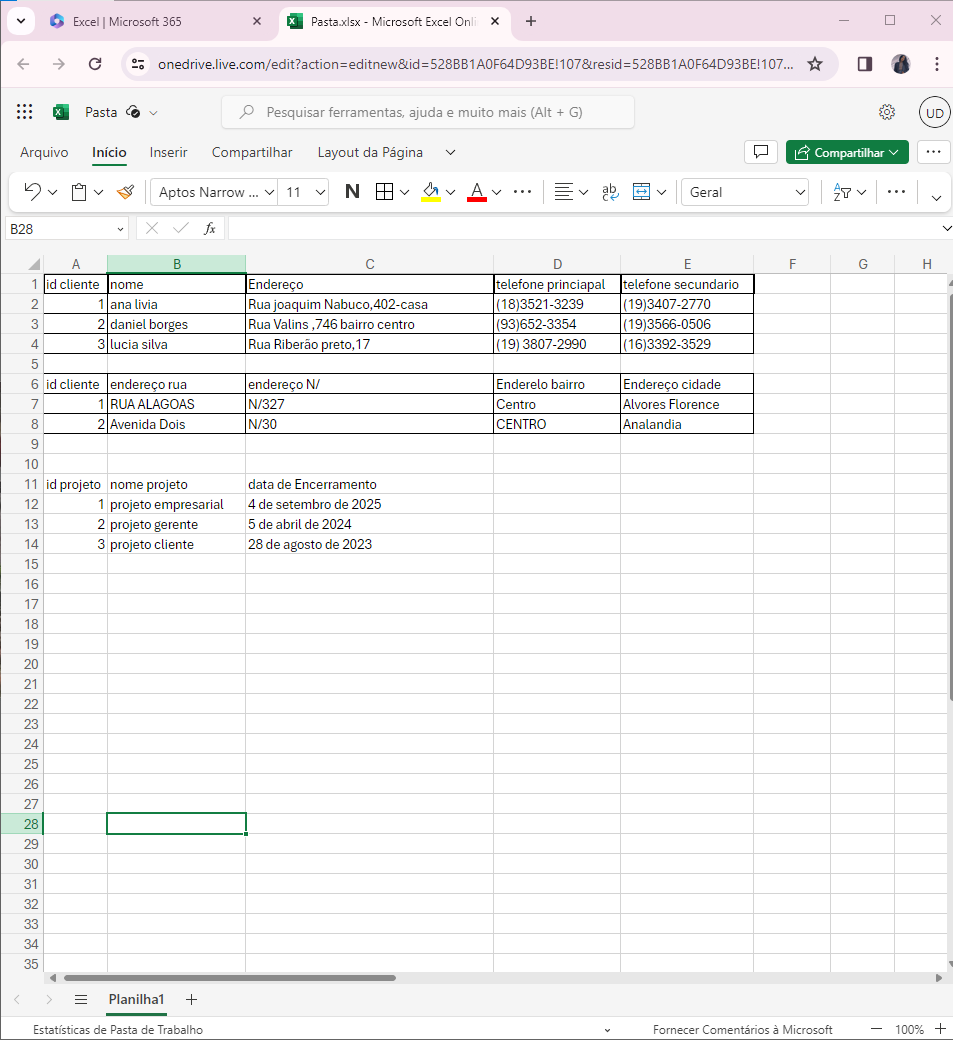 Excel | Microsoft 365
Pasta.xlsx - Microsoft Excel Onli
onedrive.live.com/edit?action=editnew&id=528BB1A0F64D93BE!107&resid=528BB1A0F64D93BE!107...
Pasta
Pesquisar ferramentas, ajuda e muito mais (Alt + G)
UD
Arquivo Início Inserir Compartilhar Layout da Página Compartilhar ...
Aptos Narrow ... 11 N A ... ab Geral A Z ...
B28 fx
A B C D E F G H
1 id cliente nome Endereço telefone princiapal telefone secundario
2 1 ana livia Rua joaquim Nabuco,402-casa (18)3521-3239 (19)3407-2770
3 2 daniel borges Rua Valins ,746 bairro centro (93)652-3354 (19)3566-0506
4 3 lucia silva Rua Riberão preto,17 (19) 3807-2990 (16)3392-3529
5
6 id cliente endereço rua endereço N/ Enderelo bairro Endereço cidade
7 1 RUA ALAGOAS N/327 Centro Alvores Florence
8 2 Avenida Dois N/30 CENTRO Analandia
9
10
11 id projeto nome projeto data de Encerramento
12 1 projeto empresarial 4 de setembro de 2025
13 2 projeto gerente 5 de abril de 2024
14 3 projeto cliente 28 de agosto de 2023
15
16
17
18
19
20
21
22
23
24
25
26
27
28
29
30
31
32
33
34
35
Planilha1
Estatísticas de Pasta de Trabalho Fornecer Comentários à Microsoft 100%